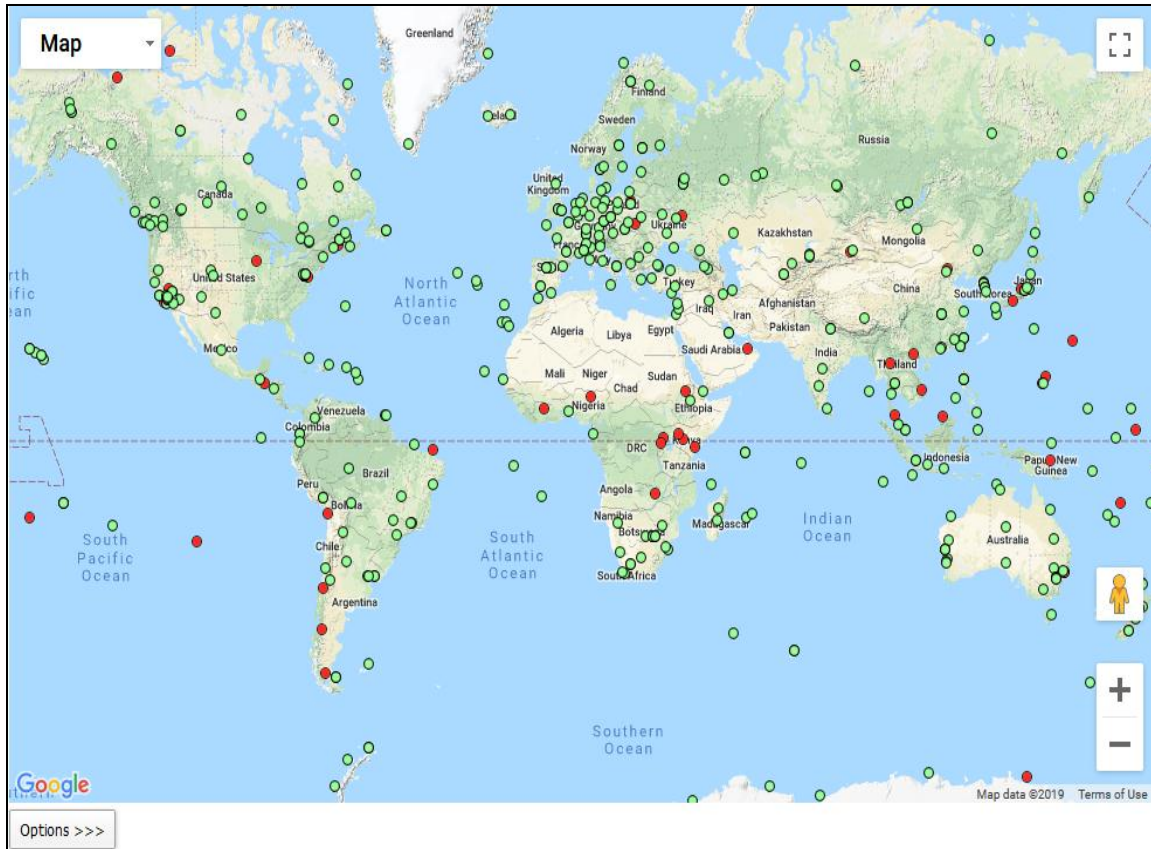 Map
Greenland
Iceland
Finland
Sweden
Norway
Russia
United
Kingdom
Canada
Ukraine
Kazakhstan
Mongolia
United States
North
Atlantic
Ocean
Turkey
China
South Korea
Japan
Iraq
Iran
Afghanistan
Pakistan
Algeria
Libya
Egypt
Saudi Arabia
India
Thailand
Mexico
Mali
Niger
Chad
Sudan
Nigeria
Ethiopia
Venezuela
Colombia
DRC
Kenya
Tanzania
Indonesia
Papua New
Guinea
Brazil
Peru
Bolivia
Angola
Namibia
Botswana
Madagascar
Indian
Ocean
Australia
South
Pacific
Ocean
Chile
South
Atlantic
Ocean
South Africa
Argentina
Southern
Ocean
Google
Map data ©2019 Terms of Use
Options >>>